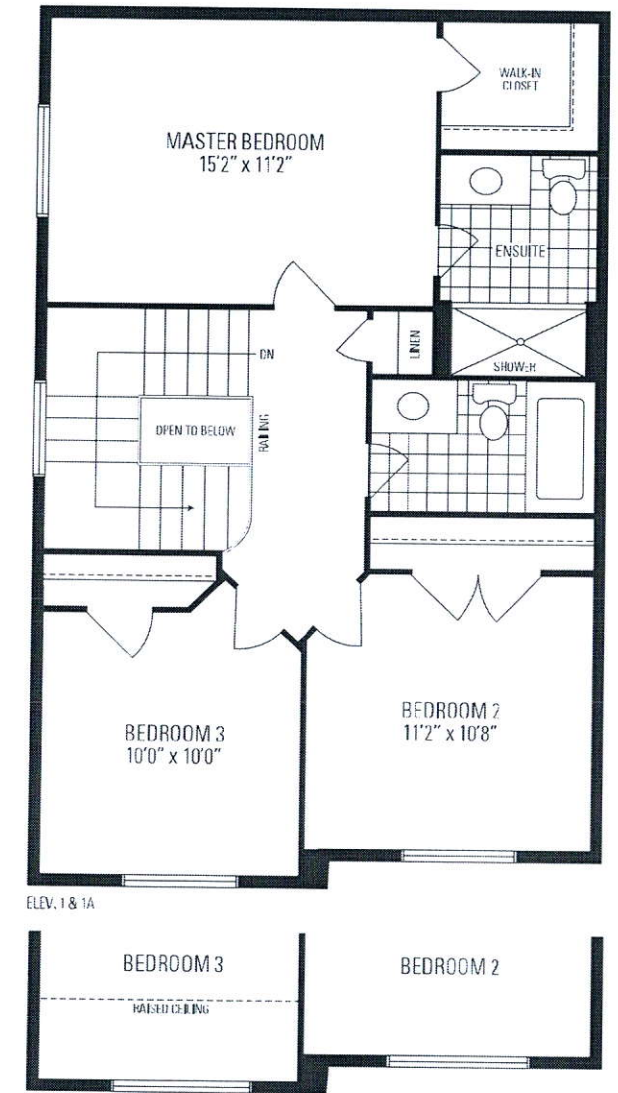 WALK-IN
CLOSET
MASTER BEDROOM
15'2" x 11'2"
ENSUITE
DN
LINEN
SHOWER
OPEN TO BELOW
RAILING
BEDROOM 3
10'0" x 10'0"
BEDROOM 2
11'2" x 10'8"
ELEV. 1 & 1A
BEDROOM 3
BEDROOM 2
RAISED CEILING